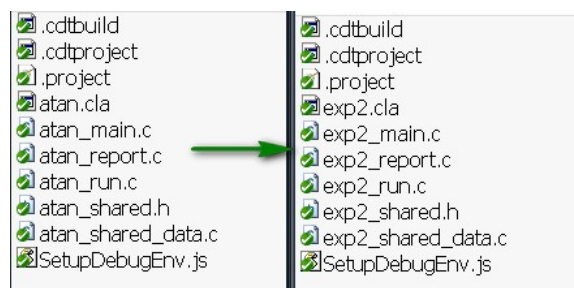 .cdtbuild
.cdtproject
.project
atan.cla
atan_main.c
atan_report.c
atan_run.c
atan_shared.h
atan_shared_data.c
SetupDebugEnv.js
.cdtbuild
.cdtproject
.project
exp2.cla
exp2_main.c
exp2_report.c
exp2_run.c
exp2_shared.h
exp2_shared_data.c
SetupDebugEnv.js